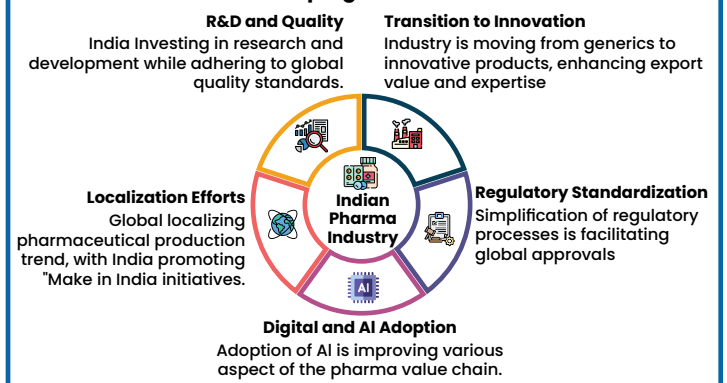 R&D and Quality
India Investing in research and
development while adhering to global
quality standards.
Transition to Innovation
Industry is moving from generics to
innovative products, enhancing export
value and expertise
Localization Efforts
Global localizing
pharmaceutical production
trend, with India promoting
"Make in India initiatives.
Indian
Pharma
Industry
Regulatory Standardization
Simplification of regulatory
processes is facilitating
global approvals
AI
Digital and AI Adoption
Adoption of AI is improving various
aspect of the pharma value chain.